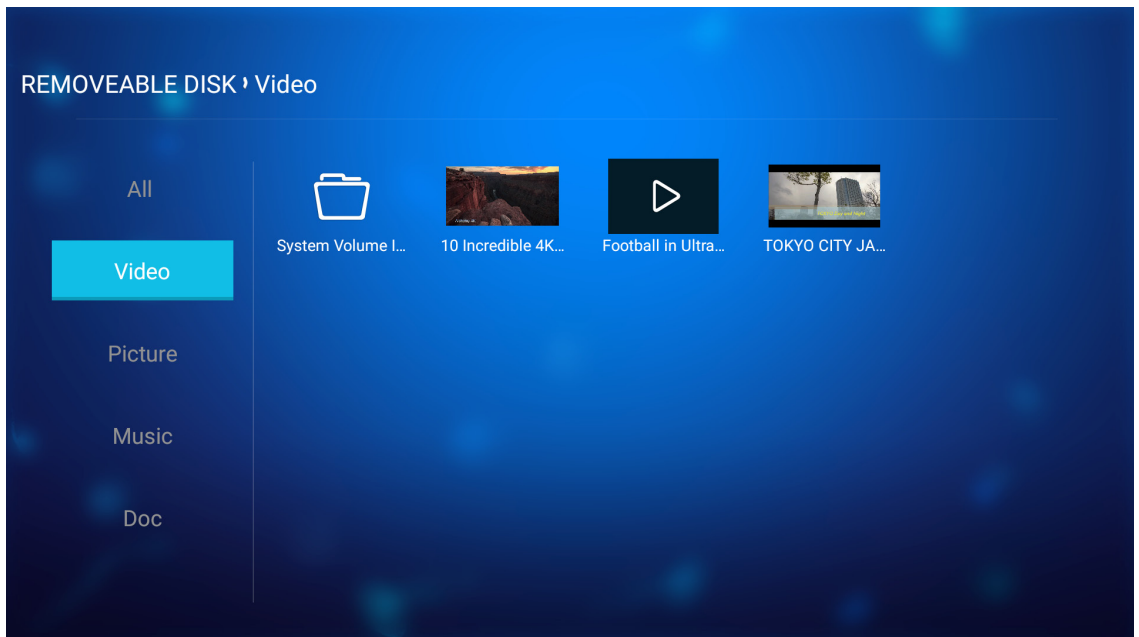 REMOVEABLE DISK Video
All
Video
Picture
Music
Doc
System Volume I...
10 Incredible 4K...
Football in Ultra...
TOKYO CITY JA...